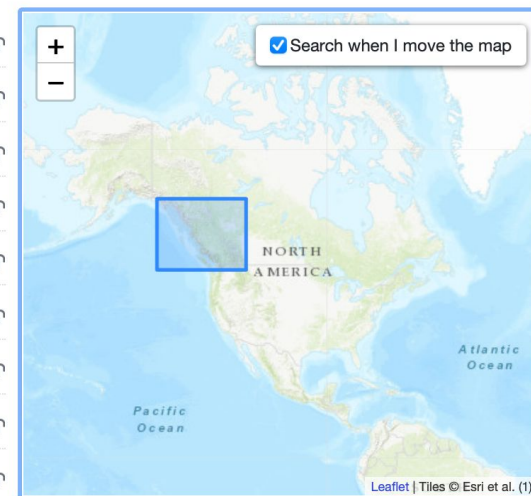 +
Search when I move the map
−
NORTH
AMERICA
Atlantic
Ocean
Pacific
Ocean
Leaflet | Tiles © Esri et al. (1)